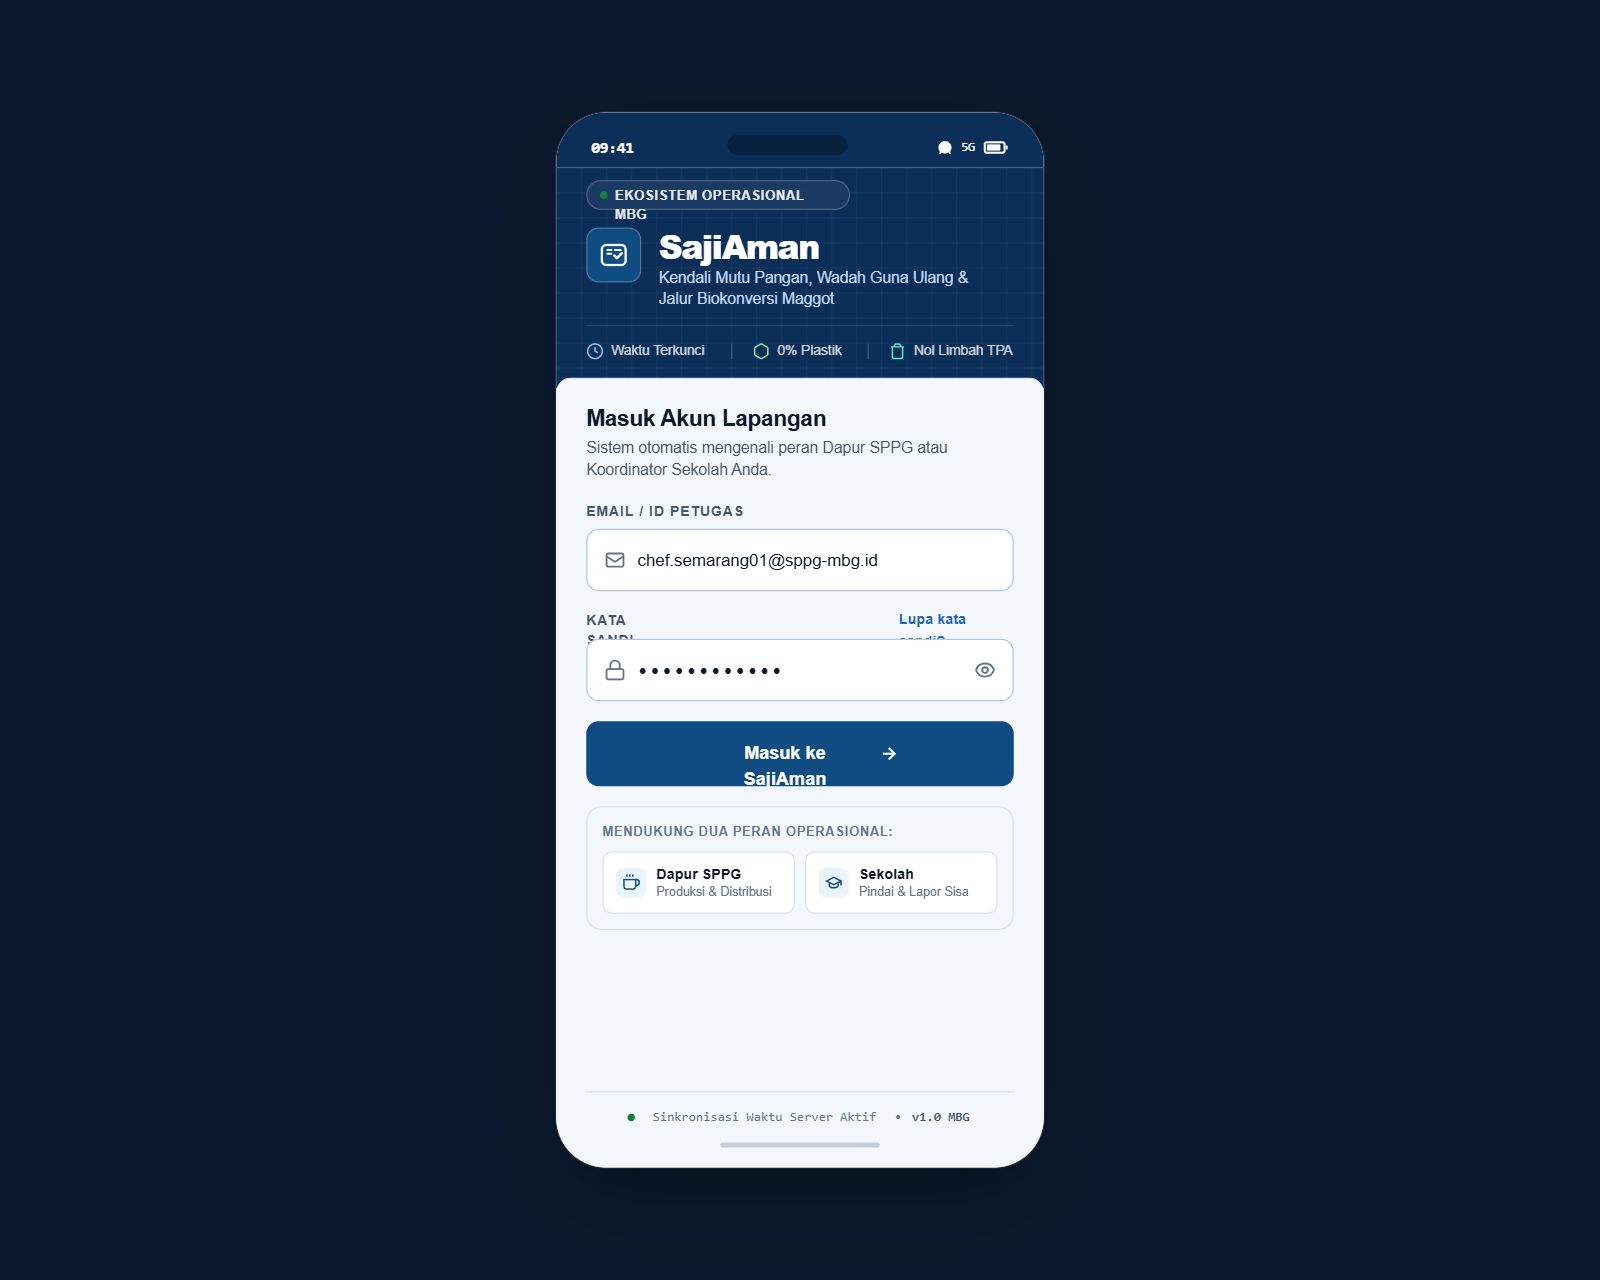 09:41
5G
EKOSISTEM OPERASIONAL
MBG
SajiAman
Kendali Mutu Pangan, Wadah Guna Ulang &
Jalur Biokonversi Maggot
Waktu Terkunci
0% Plastik
Nol Limbah TPA
Masuk Akun Lapangan
Sistem otomatis mengenali peran Dapur SPPG atau
Koordinator Sekolah Anda.
EMAIL / ID PETUGAS
chef.semarang01@sppg-mbg.id
KATA
SANDI
Lupa kata
sandi?
Masuk ke
SajiAman
MENDUKUNG DUA PERAN OPERASIONAL:
Dapur SPPG
Produksi & Distribusi
Sekolah
Pindai & Lapor Sisa
Sinkronisasi Waktu Server Aktif • v1.0 MBG